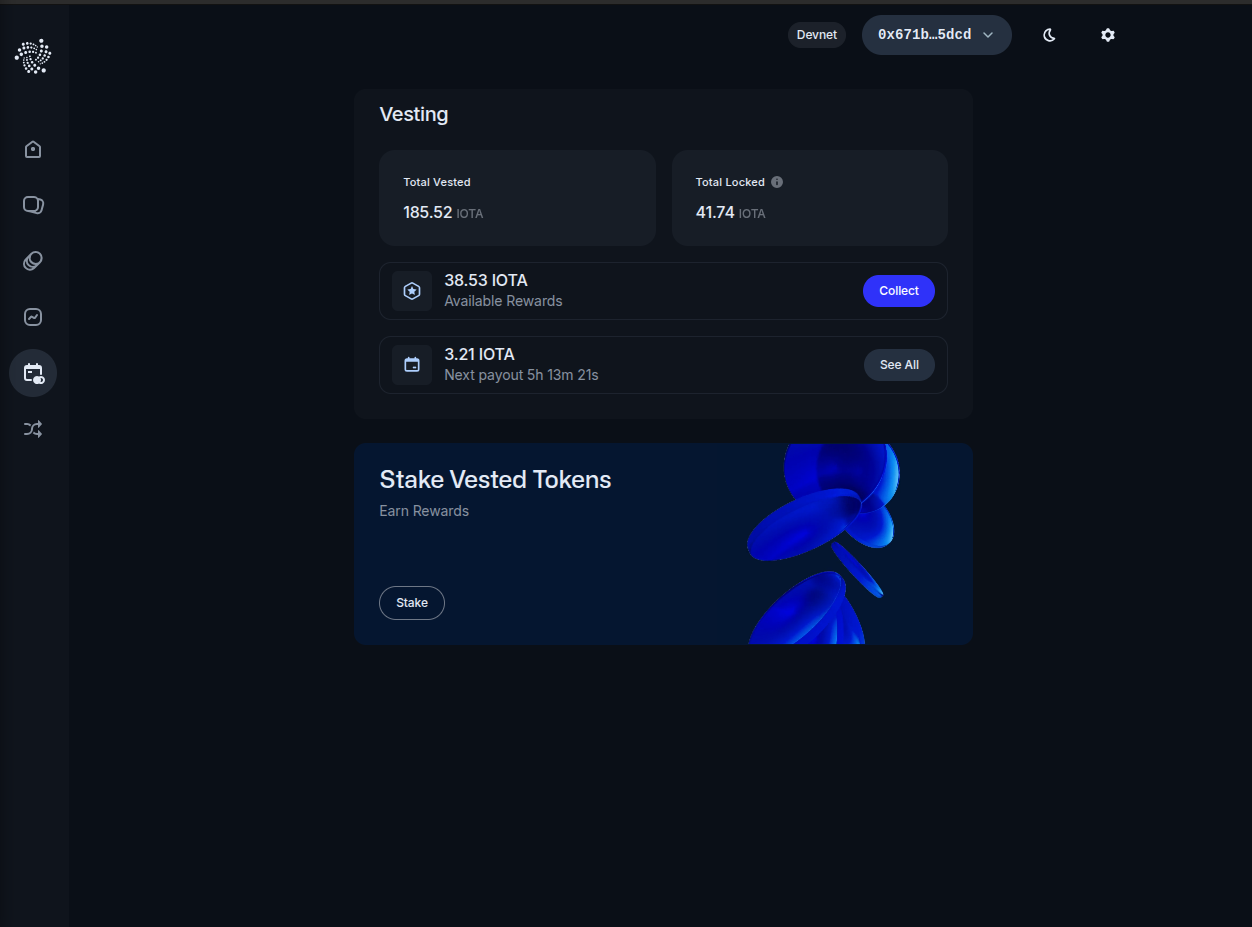 Devnet
0x671b…5dcd
Vesting
Total Vested
185.52 IOTA
Total Locked
41.74 IOTA
38.53 IOTA
Available Rewards
Collect
3.21 IOTA
Next payout 5h 13m 21s
See All
Stake Vested Tokens
Earn Rewards
Stake